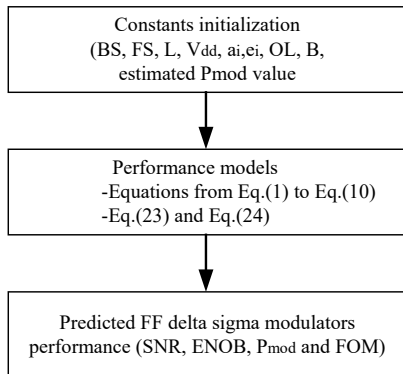 Constants initialization
(BS, FS, L, Vdd, ai,ei, OL, B,
estimated Pmod value
Performance models
-Equations from Eq.(1) to Eq.(10)
-Eq.(23) and Eq.(24)
Predicted FF delta sigma modulators
performance (SNR, ENOB, Pmod and FOM)